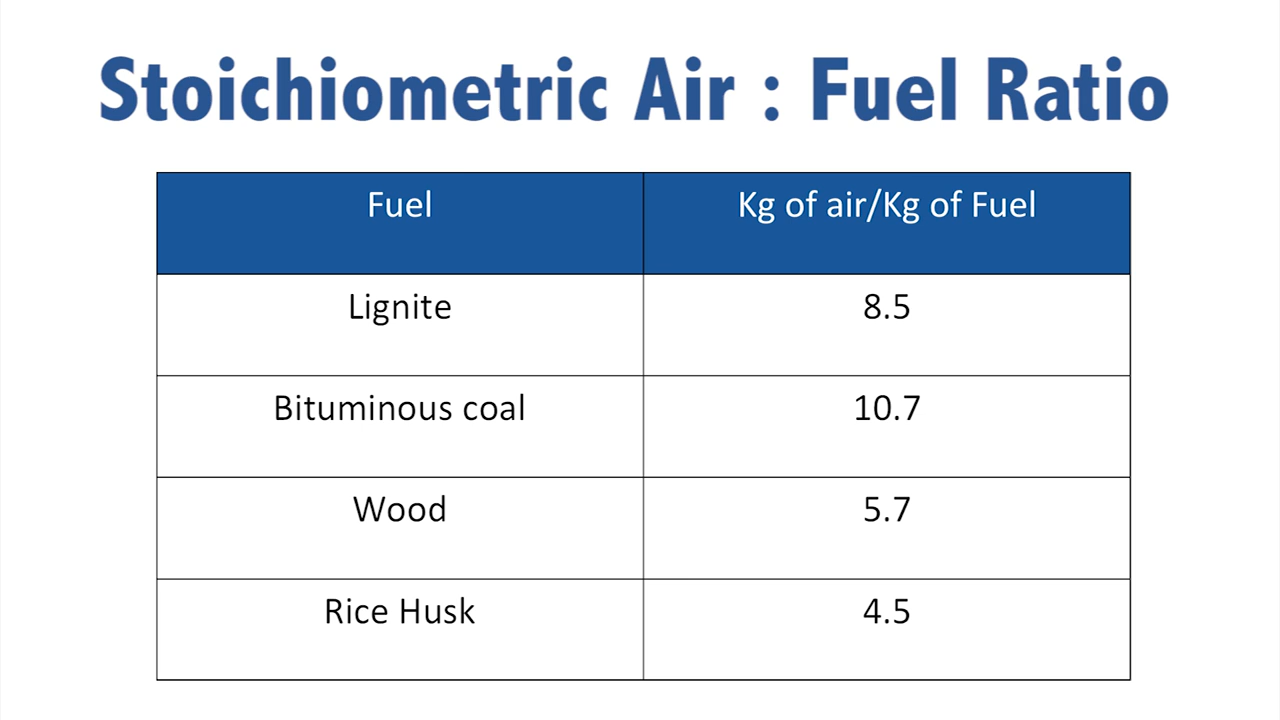 Stoichiometric Air : Fuel Ratio
Fuel
Kg of air/Kg of Fuel
Lignite
8.5
Bituminous coal
10.7
Wood
5.7
Rice Husk
4.5